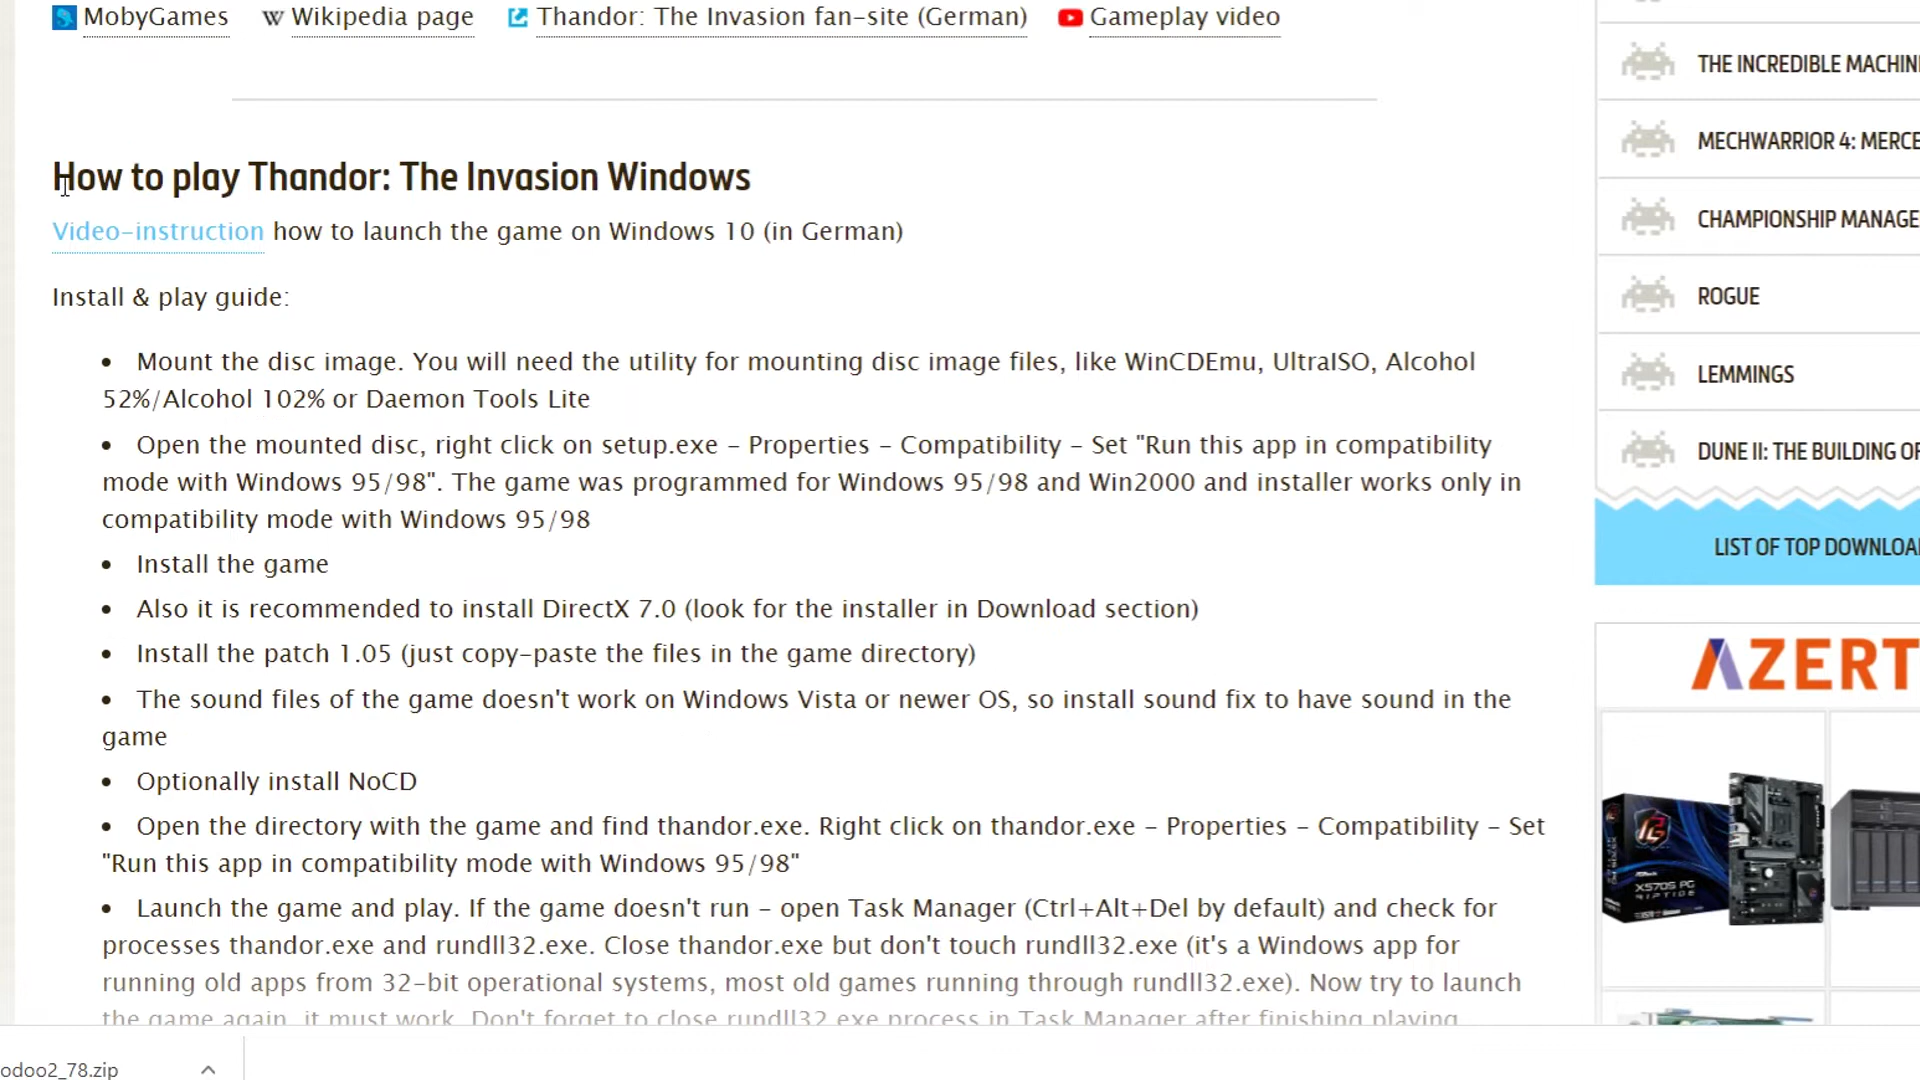 MobyGames Wikipedia page Thandor: The Invasion fan-site (German) Gameplay video
How to play Thandor: The Invasion Windows
Video-instruction how to launch the game on Windows 10 (in German)
Install & play guide:
• Mount the disc image. You will need the utility for mounting disc image files, like WinCDEmu, UltraISO, Alcohol
52%/Alcohol 102% or Daemon Tools Lite
• Open the mounted disc, right click on setup.exe – Properties – Compatibility – Set "Run this app in compatibility
mode with Windows 95/98". The game was programmed for Windows 95/98 and Win2000 and installer works only in
compatibility mode with Windows 95/98
• Install the game
• Also it is recommended to install DirectX 7.0 (look for the installer in Download section)
• Install the patch 1.05 (just copy-paste the files in the game directory)
• The sound files of the game doesn't work on Windows Vista or newer OS, so install sound fix to have sound in the
game
• Optionally install NoCD
• Open the directory with the game and find thandor.exe. Right click on thandor.exe – Properties – Compatibility – Set
"Run this app in compatibility mode with Windows 95/98"
• Launch the game and play. If the game doesn't run – open Task Manager (Ctrl+Alt+Del by default) and check for
processes thandor.exe and rundll32.exe. Close thandor.exe but don't touch rundll32.exe (it's a Windows app for
running old apps from 32-bit operational systems, most old games running through rundll32.exe). Now try to launch
the game again, it must work. Don't forget to close rundll32.exe process in Task Manager after finishing playing
THE INCREDIBLE MACHIN
MECHWARRIOR 4: MERCE
CHAMPIONSHIP MANAGE
ROGUE
LEMMINGS
DUNE II: THE BUILDING OF
LIST OF TOP DOWNLOA
AZERT
X570S PG
RIPTIDE
odoo2_78.zip